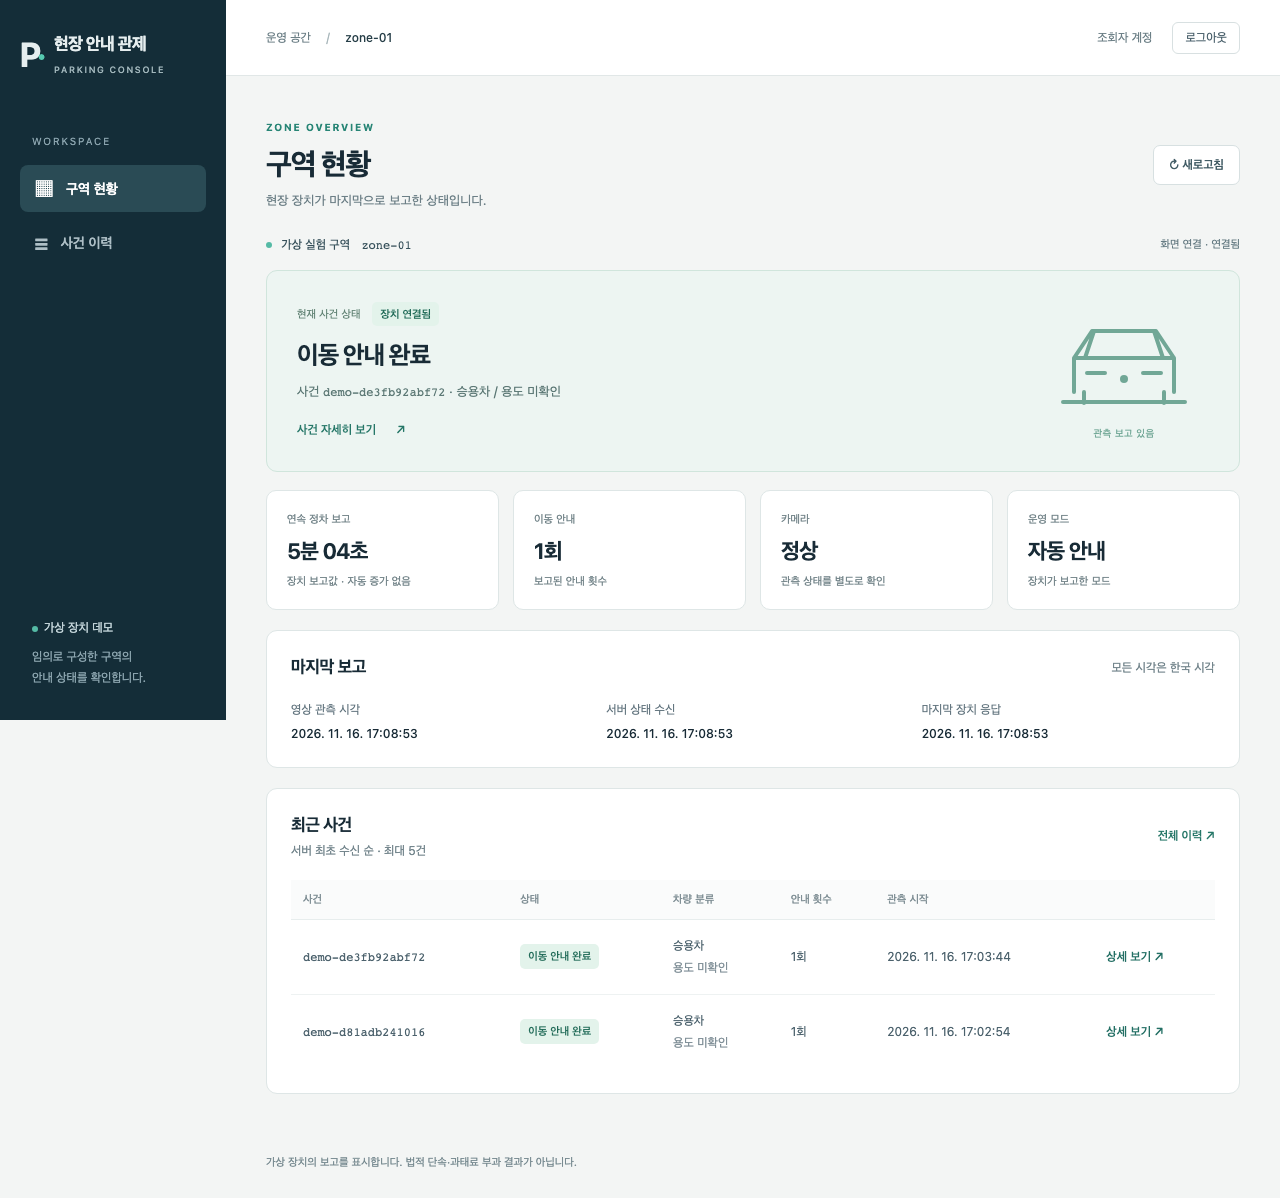 P.
현장 안내 관제
PARKING CONSOLE
WORKSPACE
구역 현황
사건 이력
가상 장치 데모
임의로 구성한 구역의
안내 상태를 확인합니다.
운영 공간 / zone-01
조회자 계정
로그아웃
ZONE OVERVIEW
구역 현황
현장 장치가 마지막으로 보고한 상태입니다.
↻ 새로고침
가상 실험 구역 zone-01
화면 연결 · 연결됨
현재 사건 상태 장치 연결됨
이동 안내 완료
사건 demo-de3fb92abf72 · 승용차 / 용도 미확인
사건 자세히 보기 ↗
관측 보고 있음
연속 정차 보고
5분 04초
장치 보고값 · 자동 증가 없음
이동 안내
1회
보고된 안내 횟수
카메라
정상
관측 상태를 별도로 확인
운영 모드
자동 안내
장치가 보고한 모드
마지막 보고
모든 시각은 한국 시각
영상 관측 시각
2026. 11. 16. 17:08:53
서버 상태 수신
2026. 11. 16. 17:08:53
마지막 장치 응답
2026. 11. 16. 17:08:53
최근 사건
서버 최초 수신 순 · 최대 5건
전체 이력 ↗
사건 상태 차량 분류 안내 횟수 관측 시작
demo-de3fb92abf72 이동 안내 완료 승용차 1회 2026. 11. 16. 17:03:44 상세 보기 ↗
용도 미확인
demo-d81adb241016 이동 안내 완료 승용차 1회 2026. 11. 16. 17:02:54 상세 보기 ↗
용도 미확인
가상 장치의 보고를 표시합니다. 법적 단속·과태료 부과 결과가 아닙니다.